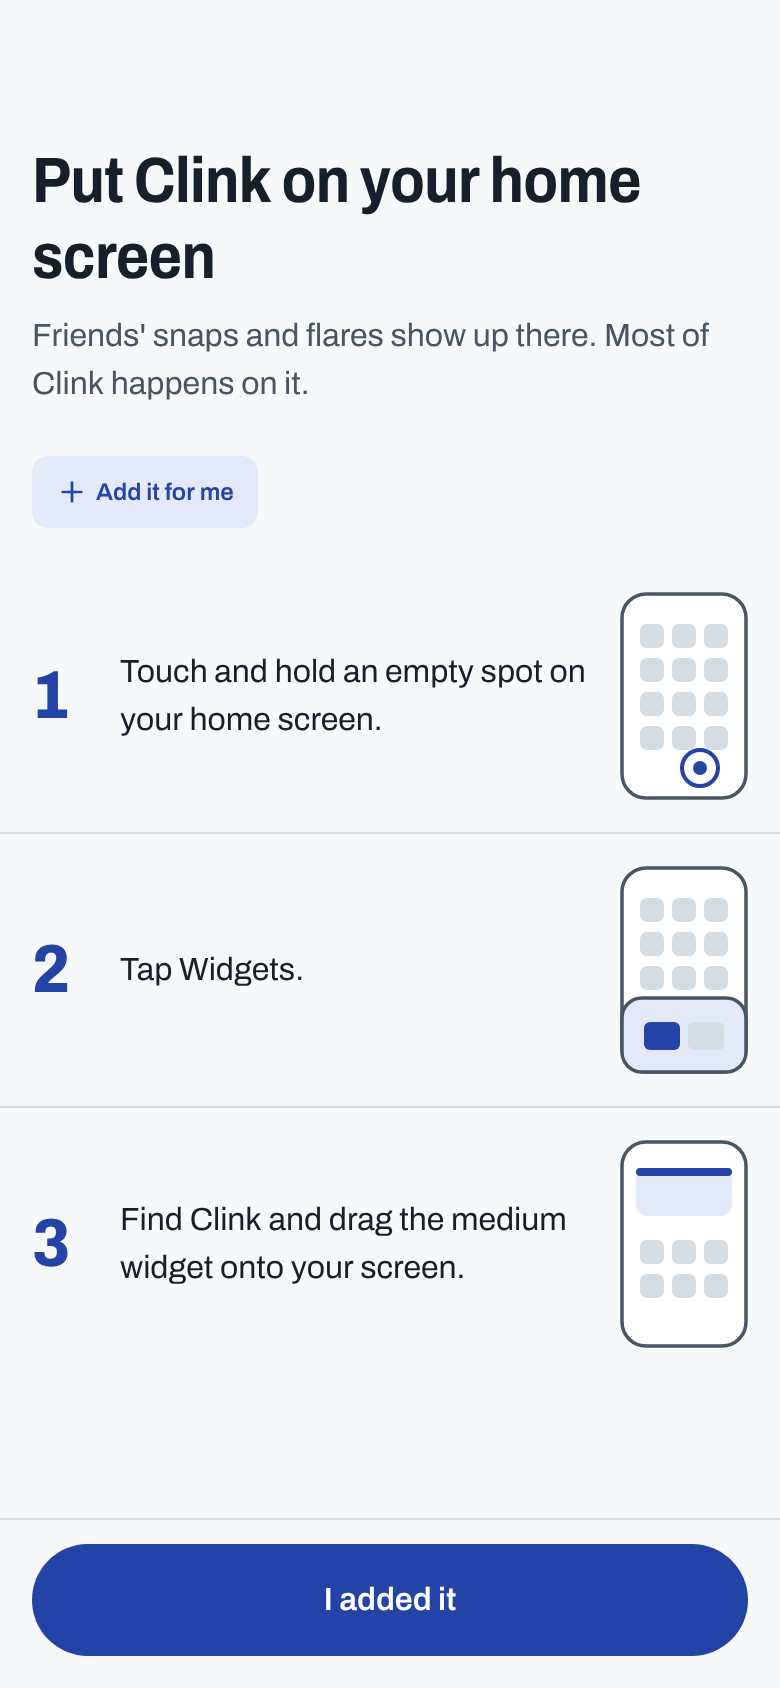 Put Clink on your home
screen
Friends' snaps and flares show up there. Most of
Clink happens on it.
Add it for me
1
Touch and hold an empty spot on
your home screen.
2
Tap Widgets.
3
Find Clink and drag the medium
widget onto your screen.
I added it